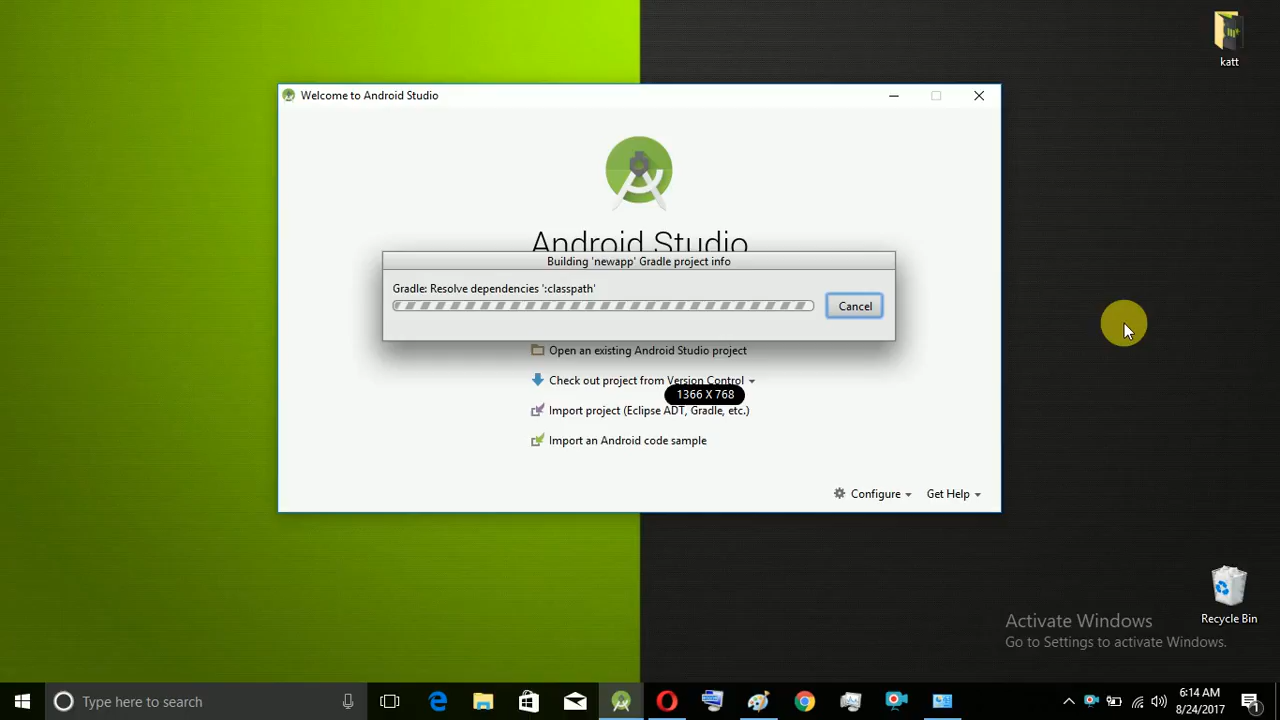 katt
Welcome to Android Studio
Android Studio
Building 'newapp' Gradle project info
Gradle: Resolve dependencies ':classpath'
Cancel
Open an existing Android Studio project
Check out project from Version Control
1366 X 768
Import project (Eclipse ADT, Gradle, etc.)
Import an Android code sample
Configure
Get Help
Recycle Bin
Activate Windows
Go to Settings to activate Windows.
Type here to search
6:14 AM
8/24/2017
1